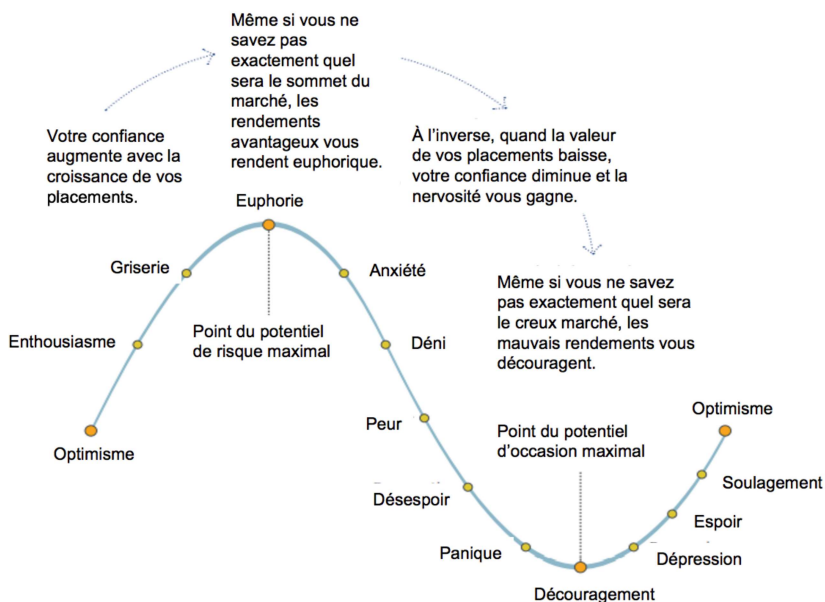 Même si vous ne
savez pas
exactement quel
sera le sommet du
marché, les
rendements
avantageux vous
rendent euphorique.
Votre confiance
augmente avec la
croissance de vos
placements.
À l'inverse, quand la valeur
de vos placements baisse,
votre confiance diminue et la
nervosité vous gagne.
Même si vous ne savez
pas exactement quel sera
le creux marché, les
mauvais rendements vous
découragent.
Euphorie
Griserie
Anxiété
Point du potentiel
de risque maximal
Enthousiasme
Déni
Optimisme
Peur
Point du potentiel
d'occasion maximal
Optimisme
Désespoir
Soulagement
Panique
Espoir
Dépression
Découragement